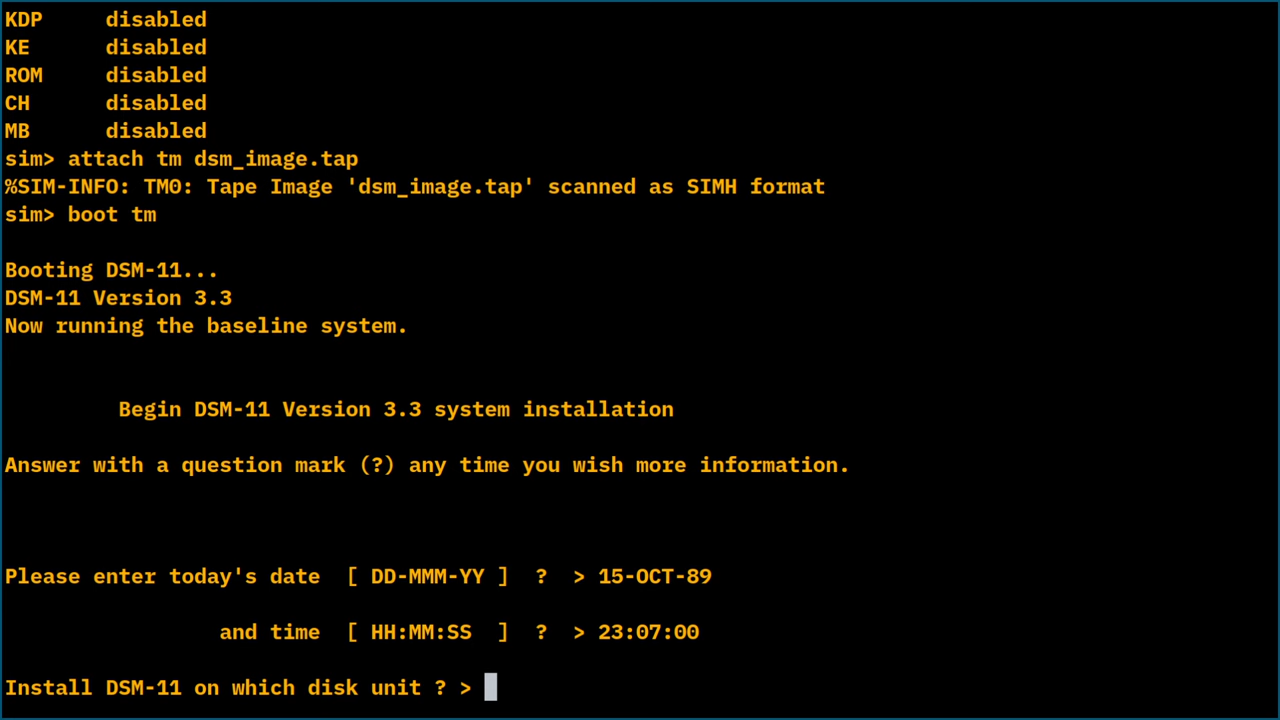 KDP     disabled
KE      disabled
ROM     disabled
CH      disabled
MB      disabled
sim> attach tm dsm_image.tap
%SIM-INFO: TM0: Tape Image 'dsm_image.tap' scanned as SIMH format
sim> boot tm
Booting DSM-11...
DSM-11 Version 3.3
Now running the baseline system.
Begin DSM-11 Version 3.3 system installation
Answer with a question mark (?) any time you wish more information.
Please enter today's date  [ DD-MMM-YY ]  ?  > 15-OCT-89
and time  [ HH:MM:SS  ]  ?  > 23:07:00
Install DSM-11 on which disk unit ? >